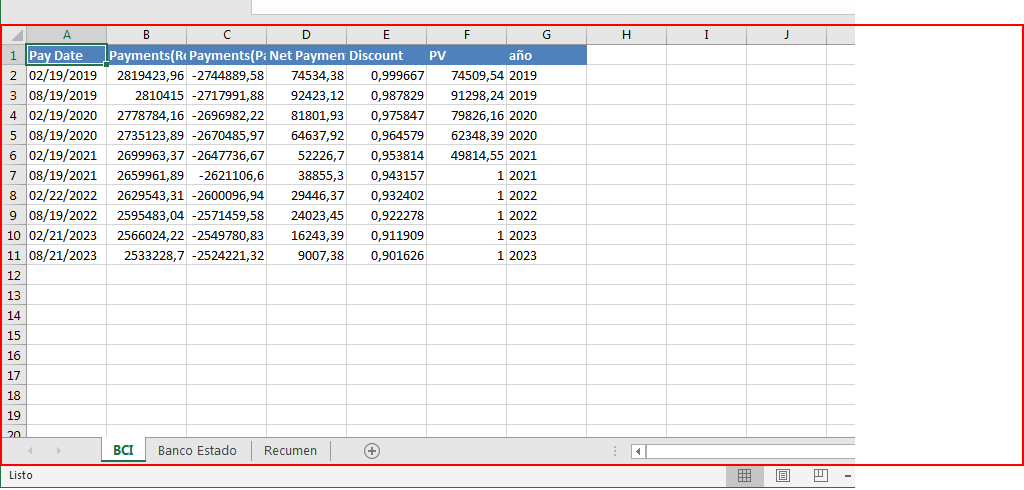 A B C D E F G H I J
1 Pay Date Payments(Re Payments(Pa Net Paymen Discount PV año
2 02/19/2019 2819423,96 -2744889,58 74534,38 0,999667 74509,54 2019
3 08/19/2019 2810415 -2717991,88 92423,12 0,987829 91298,24 2019
4 02/19/2020 2778784,16 -2696982,22 81801,93 0,975847 79826,16 2020
5 08/19/2020 2735123,89 -2670485,97 64637,92 0,964579 62348,39 2020
6 02/19/2021 2699963,37 -2647736,67 52226,7 0,953814 49814,55 2021
7 08/19/2021 2659961,89 -2621106,6 38855,3 0,943157 1 2021
8 02/22/2022 2629543,31 -2600096,94 29446,37 0,932402 1 2022
9 08/19/2022 2595483,04 -2571459,58 24023,45 0,922278 1 2022
10 02/21/2023 2566024,22 -2549780,83 16243,39 0,911909 1 2023
11 08/21/2023 2533228,7 -2524221,32 9007,38 0,901626 1 2023
12
13
14
15
16
17
18
19
20
BCI Banco Estado Recumen
Listo